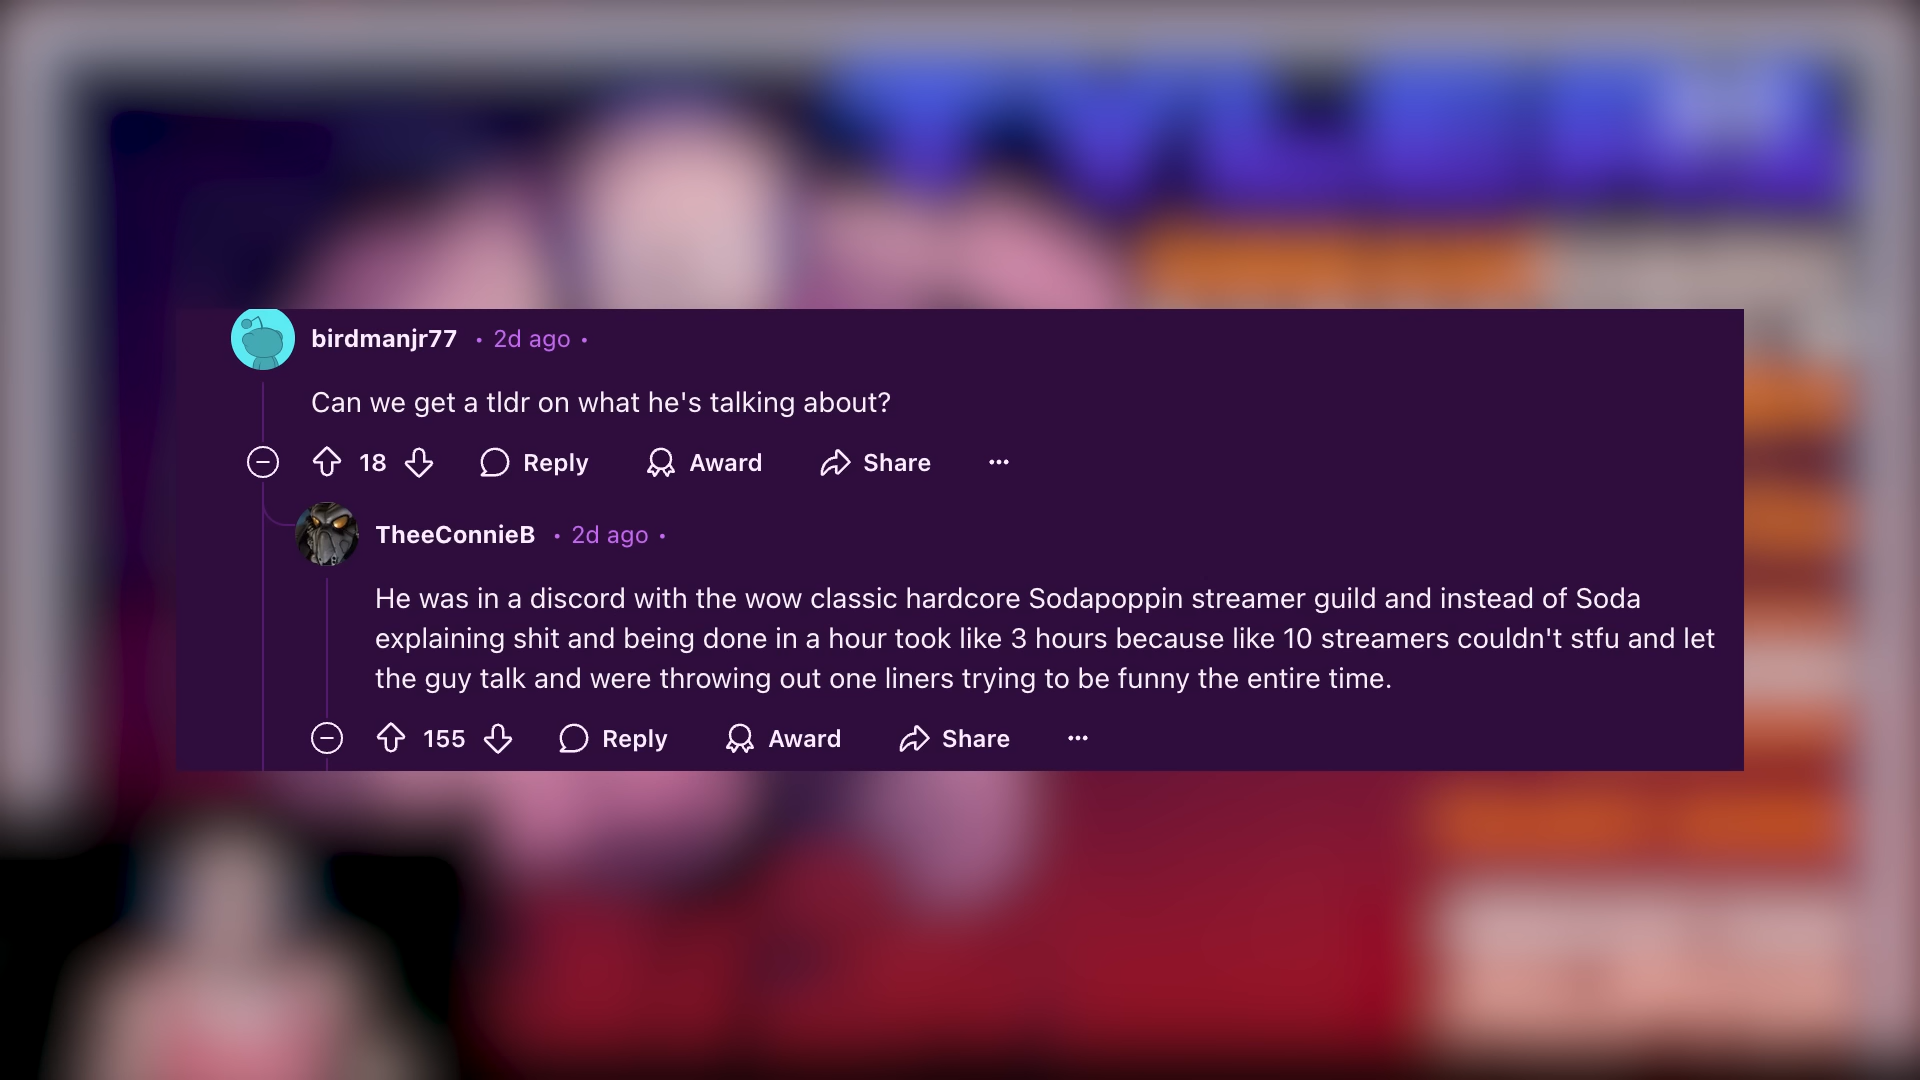 birdmanjr77 • 2d ago •
Can we get a tldr on what he's talking about?
18 Reply Award Share ...
TheeConnieB • 2d ago •
He was in a discord with the wow classic hardcore Sodapoppin streamer guild and instead of Soda
explaining shit and being done in a hour took like 3 hours because like 10 streamers couldn't stfu and let
the guy talk and were throwing out one liners trying to be funny the entire time.
155 Reply Award Share ...